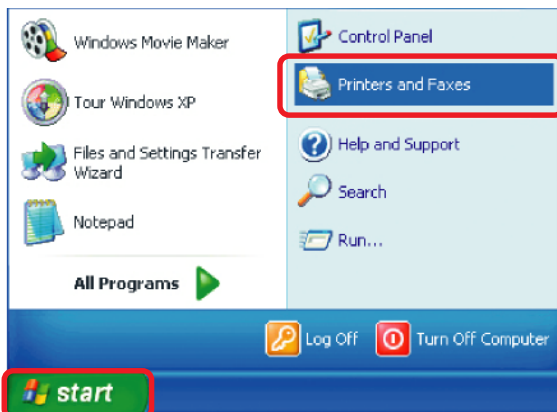 Windows Movie Maker
Tour Windows XP
Files and Settings Transfer
Wizard
Notepad
All Programs
Control Panel
Printers and Faxes
Help and Support
Search
Run...
Log Off
Turn Off Computer
start